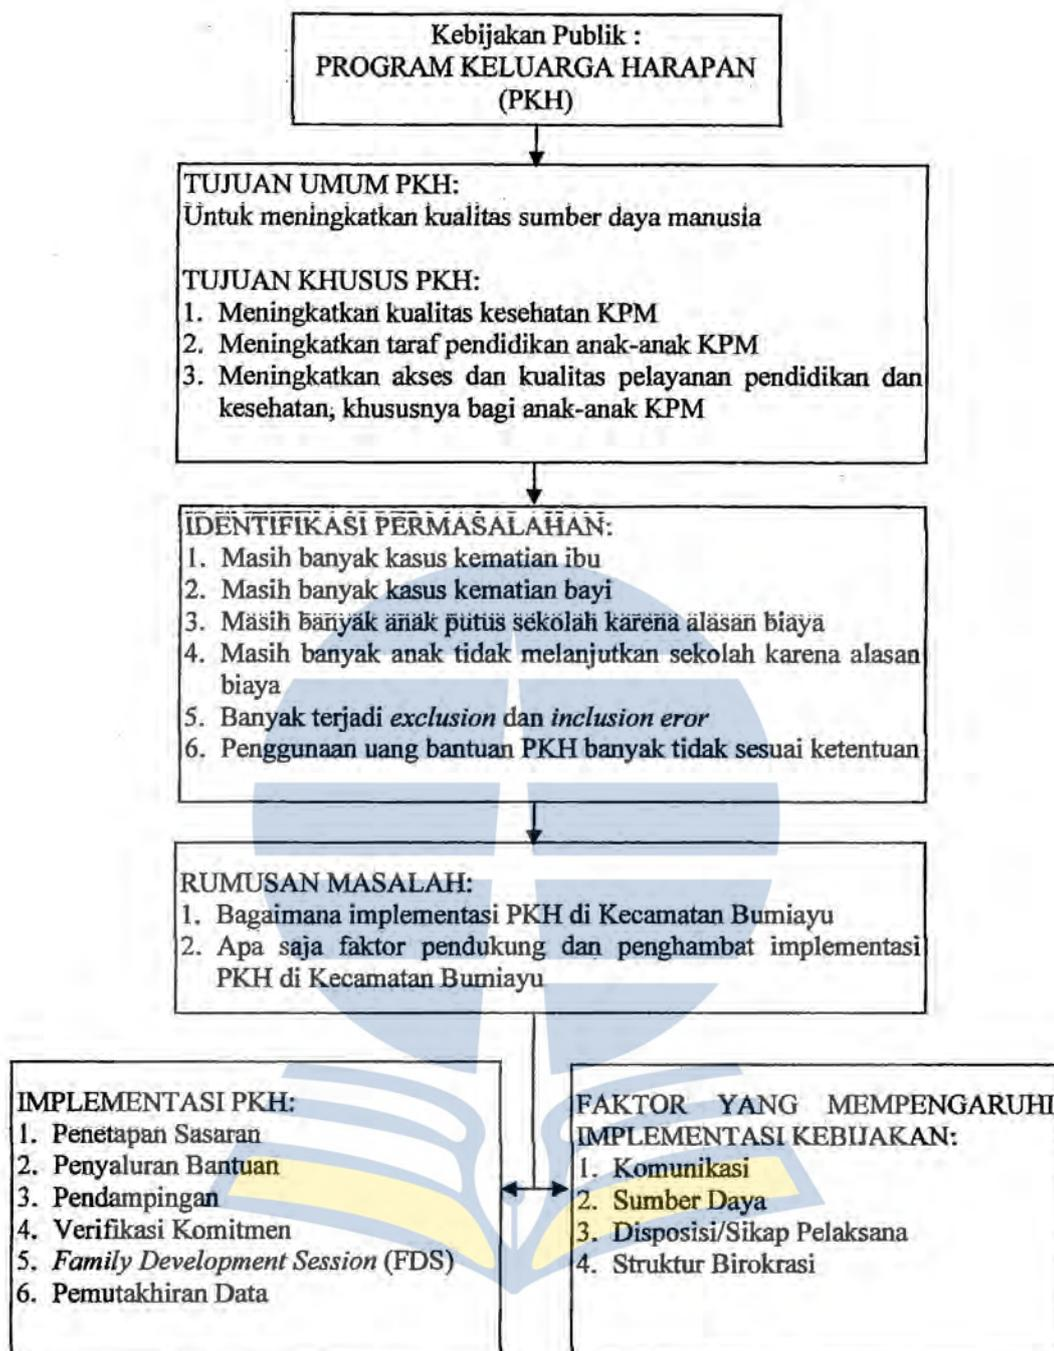 Kebijakan Publik :
PROGRAM KELUARGA HARAPAN
(PKH)
TUJUAN UMUM PKH:
Untuk meningkatkan kualitas sumber daya manusia
TUJUAN KHUSUS PKH:
1. Meningkatkan kualitas kesehatan KPM
2. Meningkatkan taraf pendidikan anak-anak KPM
3. Meningkatkan akses dan kualitas pelayanan pendidikan dan
kesehatan, khususnya bagi anak-anak KPM
IDENTIFIKASI PERMASALAHAN:
1. Masih banyak kasus kematian ibu
2. Masih banyak kasus kematian bayi
3. Masih banyak anak putus sekolah karena alasan biaya
4. Masih banyak anak tidak melanjutkan sekolah karena alasan
biaya
5. Banyak terjadi exclusion dan inclusion eror
6. Penggunaan uang bantuan PKH banyak tidak sesuai ketentuan
RUMUSAN MASALAH:
1. Bagaimana implementasi PKH di Kecamatan Bumiayu
2. Apa saja faktor pendukung dan penghambat implementasi
PKH di Kecamatan Bumiayu
IMPLEMENTASI PKH:
1. Penetapan Sasaran
2. Penyaluran Bantuan
3. Pendampingan
4. Verifikasi Komitmen
5. Family Development Session (FDS)
6. Pemutakhiran Data
FAKTOR YANG MEMPENGARUHI
IMPLEMENTASI KEBIJAKAN:
1. Komunikasi
2. Sumber Daya
3. Disposisi/Sikap Pelaksana
4. Struktur Birokrasi